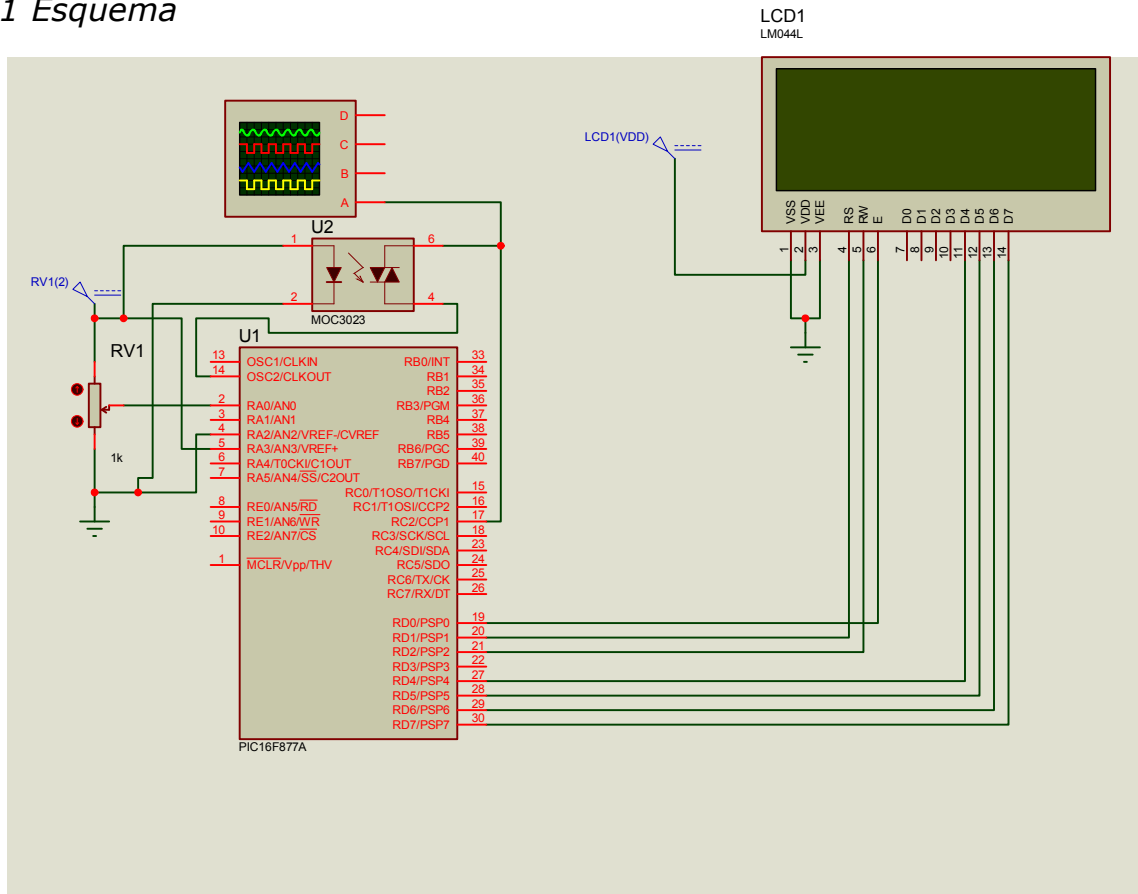 1 Esquema
LCD1
LM044L
LCD1(VDD)
VSS
VDD
VEE
RS
RW
E
D0
D1
D2
D3
D4
D5
D6
D7
1
2
3
4
5
6
7
8
9
10
11
12
13
14
D
C
B
A
U2
1
6
2
4
MOC3023
RV1(2)
RV1
1k
U1
13 OSC1/CLKIN
14 OSC2/CLKOUT
2 RA0/AN0
3 RA1/AN1
4 RA2/AN2/VREF-/CVREF
5 RA3/AN3/VREF+
6 RA4/T0CKI/C1OUT
7 RA5/AN4/SS/C2OUT
8 RE0/AN5/RD
9 RE1/AN6/WR
10 RE2/AN7/CS
1 MCLR/Vpp/THV
RB0/INT 33
RB1 34
RB2 35
RB3/PGM 36
RB4 37
RB5 38
RB6/PGC 39
RB7/PGD 40
RC0/T1OSO/T1CKI 15
RC1/T1OSI/CCP2 16
RC2/CCP1 17
RC3/SCK/SCL 18
RC4/SDI/SDA 23
RC5/SDO 24
RC6/TX/CK 25
RC7/RX/DT 26
RD0/PSP0 19
RD1/PSP1 20
RD2/PSP2 21
RD3/PSP3 22
RD4/PSP4 27
RD5/PSP5 28
RD6/PSP6 29
RD7/PSP7 30
PIC16F877A